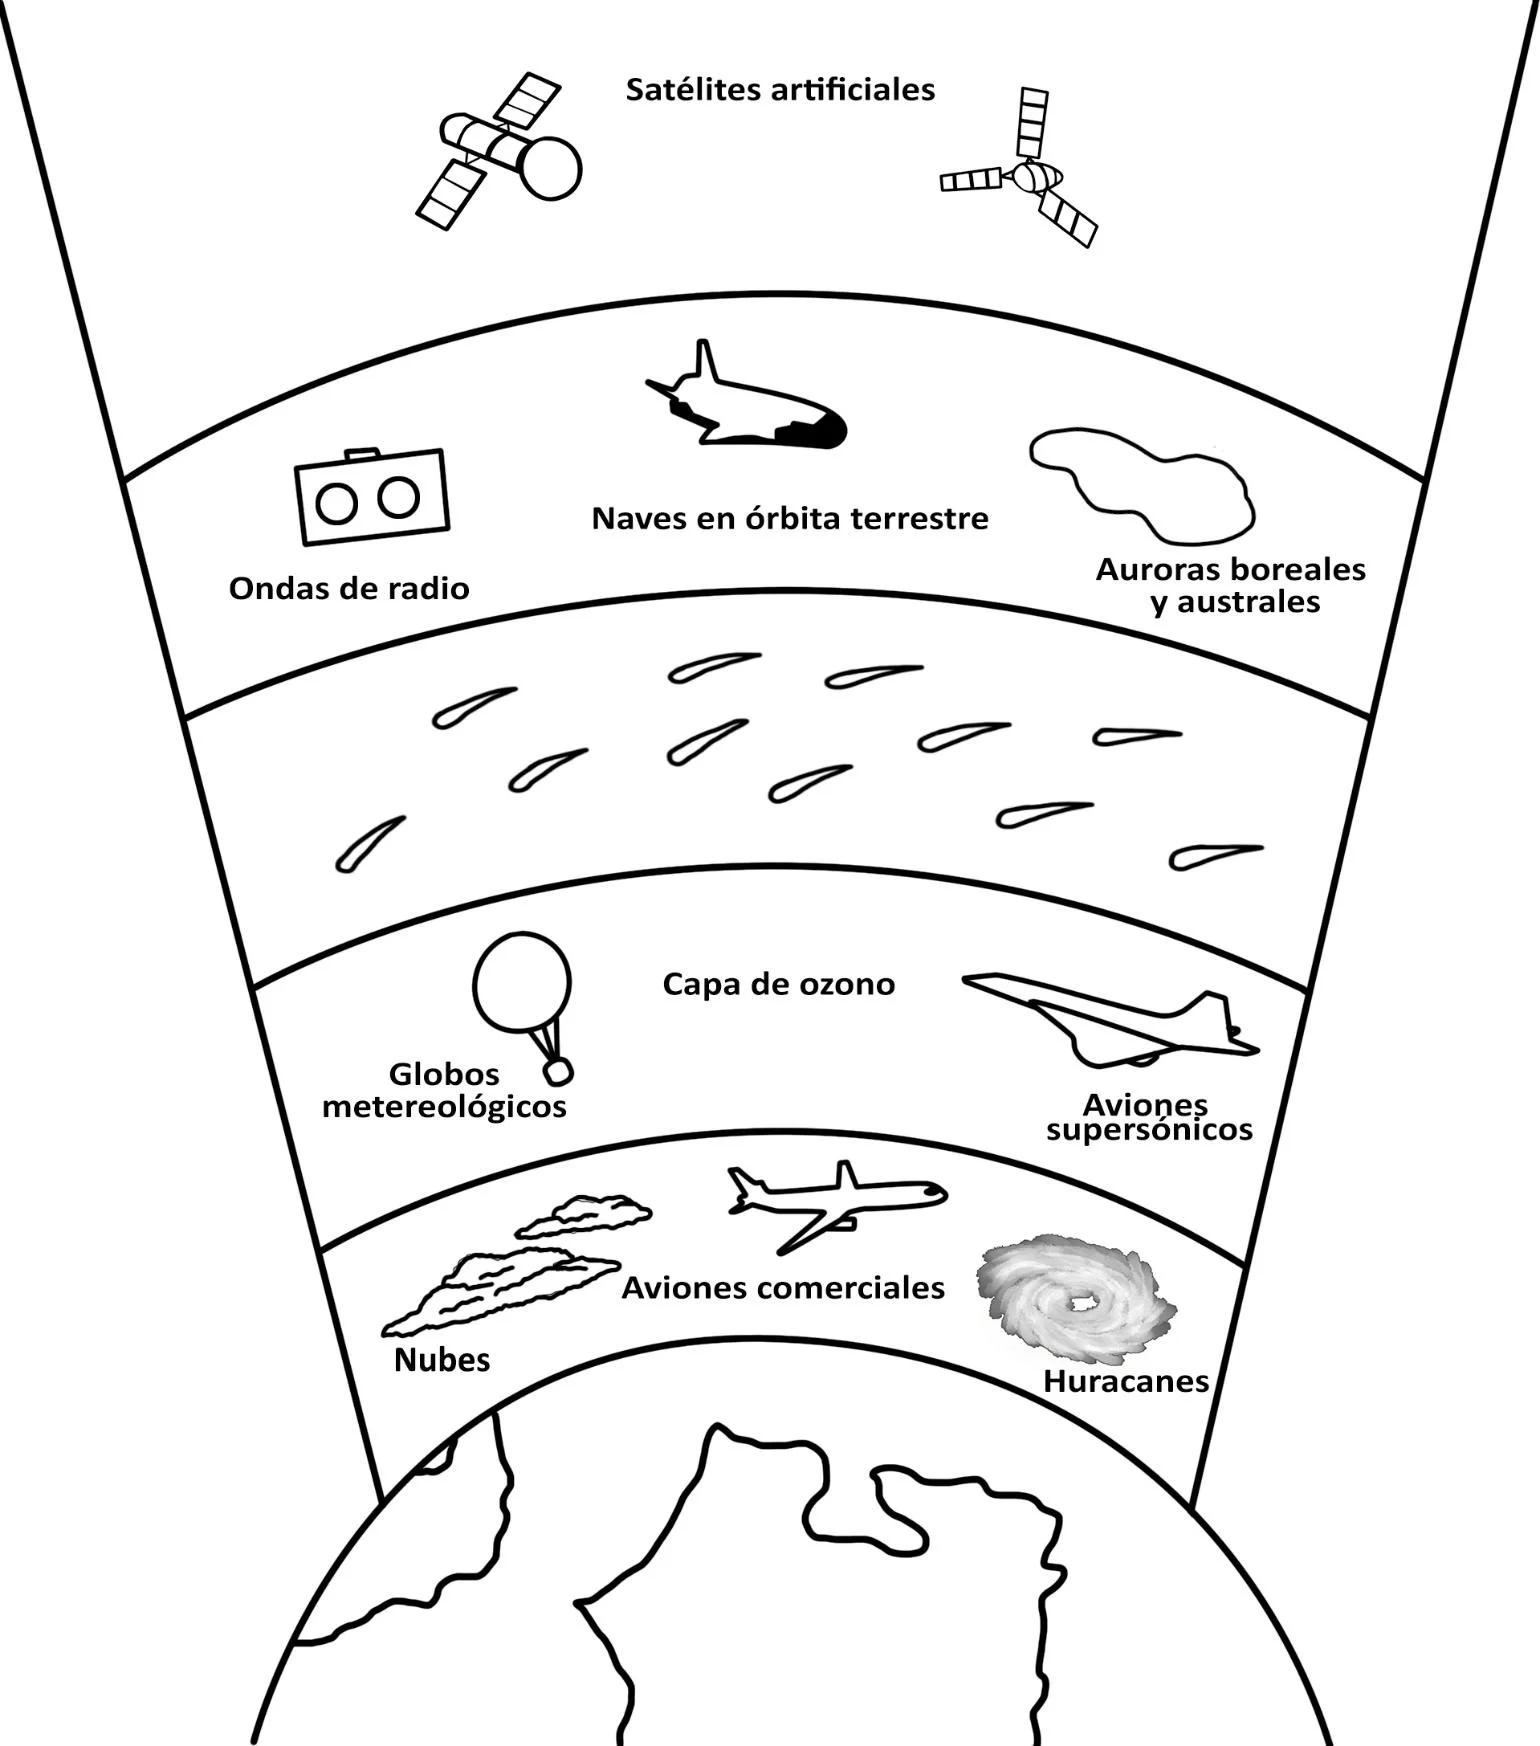 Satélites artificiales
Naves en órbita terrestre
Ondas de radio
Auroras boreales
y australes
Capa de ozono
Globos
metereológicos
Aviones
supersónicos
Aviones comerciales
Nubes
Huracanes